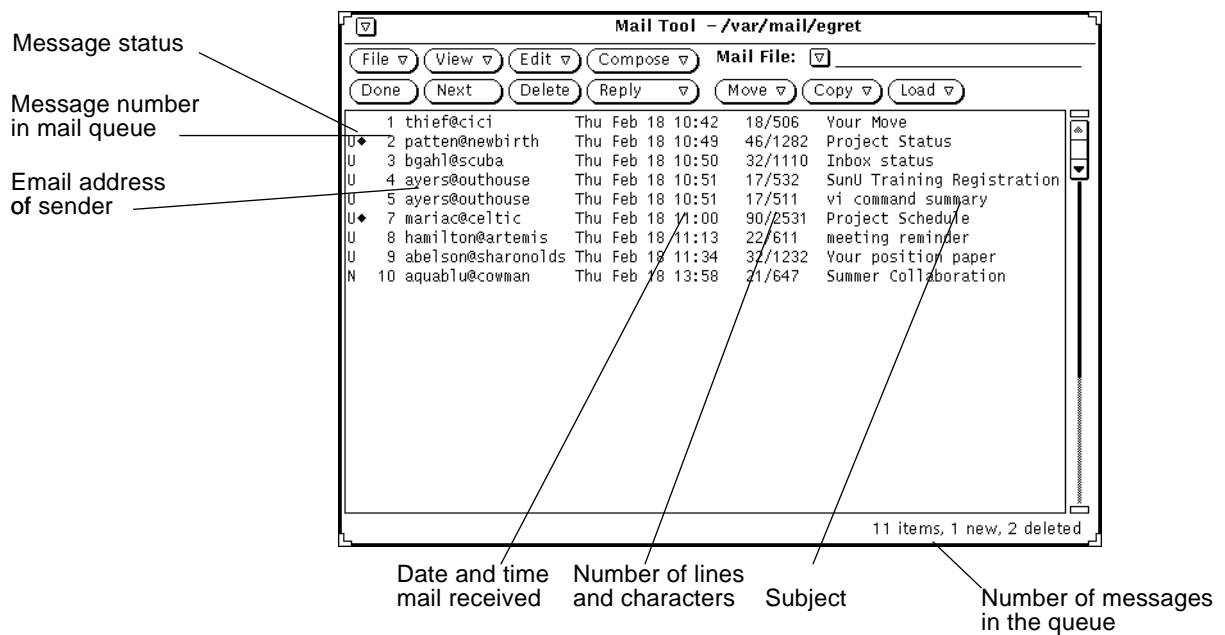 Mail Tool – /var/mail/egret
File View Edit Compose Mail File:
Done Next Delete Reply Move Copy Load
1 thief@cici Thu Feb 18 10:42 18/506 Your Move
U◆ 2 patten@newbirth Thu Feb 18 10:49 46/1282 Project Status
U 3 bgahl@scuba Thu Feb 18 10:50 32/1110 Inbox status
U 4 ayers@outhouse Thu Feb 18 10:51 17/532 SunU Training Registration
U 5 ayers@outhouse Thu Feb 18 10:51 17/511 vi command summary
U◆ 7 mariac@celtic Thu Feb 18 11:00 90/2531 Project Schedule
U 8 hamilton@artemis Thu Feb 18 11:13 22/611 meeting reminder
U 9 abelson@sharonolds Thu Feb 18 11:34 32/1232 Your position paper
N 10 aquablu@cowman Thu Feb 18 13:58 21/647 Summer Collaboration
11 items, 1 new, 2 deleted
Message status
Message number
in mail queue
Email address
of sender
Date and time
mail received
Number of lines
and characters
Subject
Number of messages
in the queue